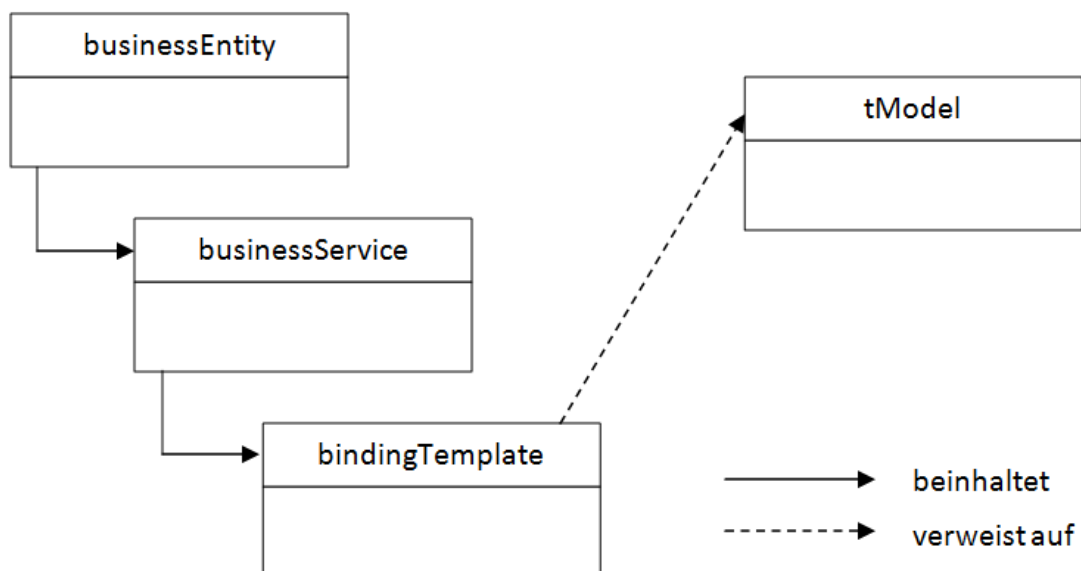 businessEntity
tModel
businessService
bindingTemplate
beinhaltet
verweist auf